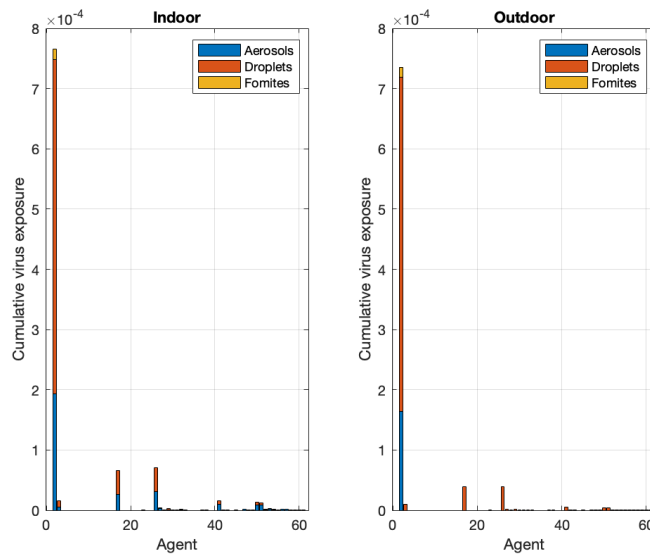 Indoor
×10⁻⁴
8
7
6
5
4
3
2
1
0
Cumulative virus exposure
0 20 40 60
Agent
Aerosols
Droplets
Fomites
Outdoor
×10⁻⁴
8
7
6
5
4
3
2
1
0
Cumulative virus exposure
0 20 40 60
Agent
Aerosols
Droplets
Fomites